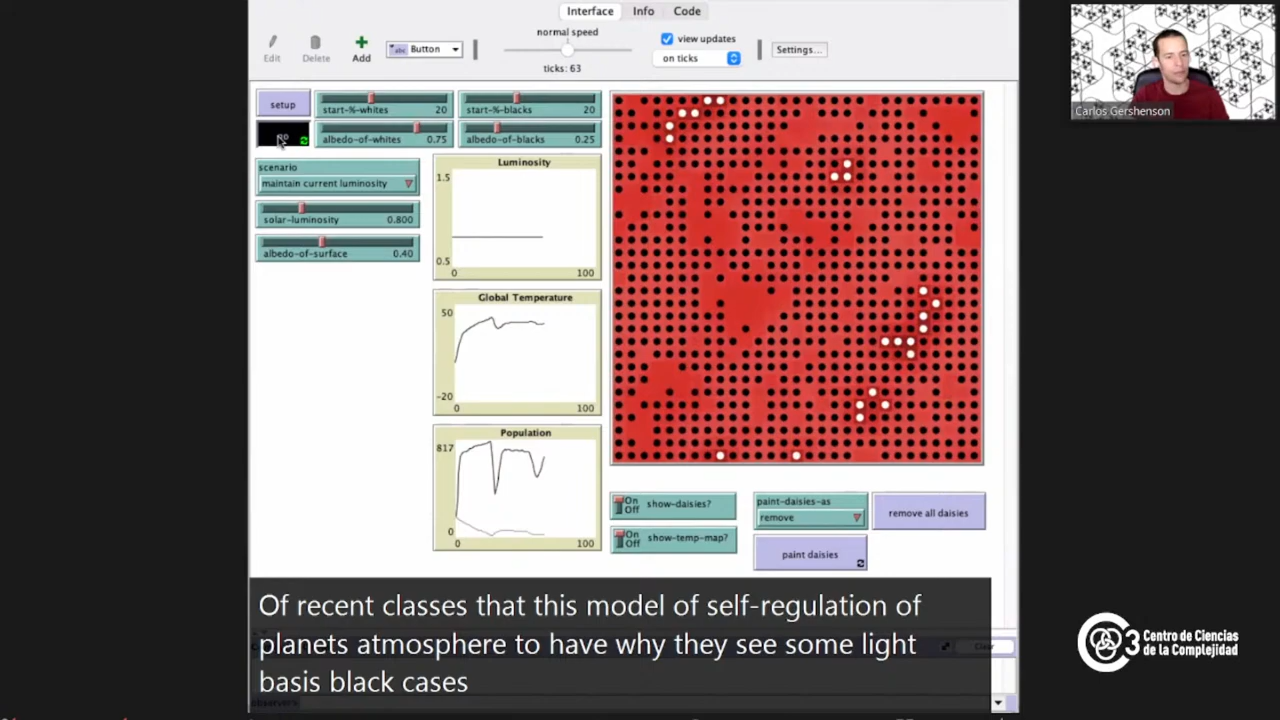 Interface Info Code
Edit Delete Add
abc Button
normal speed
ticks: 63
view updates
on ticks
Settings...
Carlos Gershenson
setup
start-%-whites 20
start-%-blacks 20
go
albedo-of-whites 0.75
albedo-of-blacks 0.25
scenario
maintain current luminosity
solar-luminosity 0.800
albedo-of-surface 0.40
Luminosity
1.5
0.5
0 100
Global Temperature
50
-20
0 100
Population
817
0
0 100
On
Off
show-daisies?
On
Off
show-temp-map?
paint-daisies-as
remove
remove all daisies
paint daisies
Of recent classes that this model of self-regulation of
planets atmosphere to have why they see some light
basis black cases
Clear
observer>
C3 Centro de Ciencias
de la Complejidad